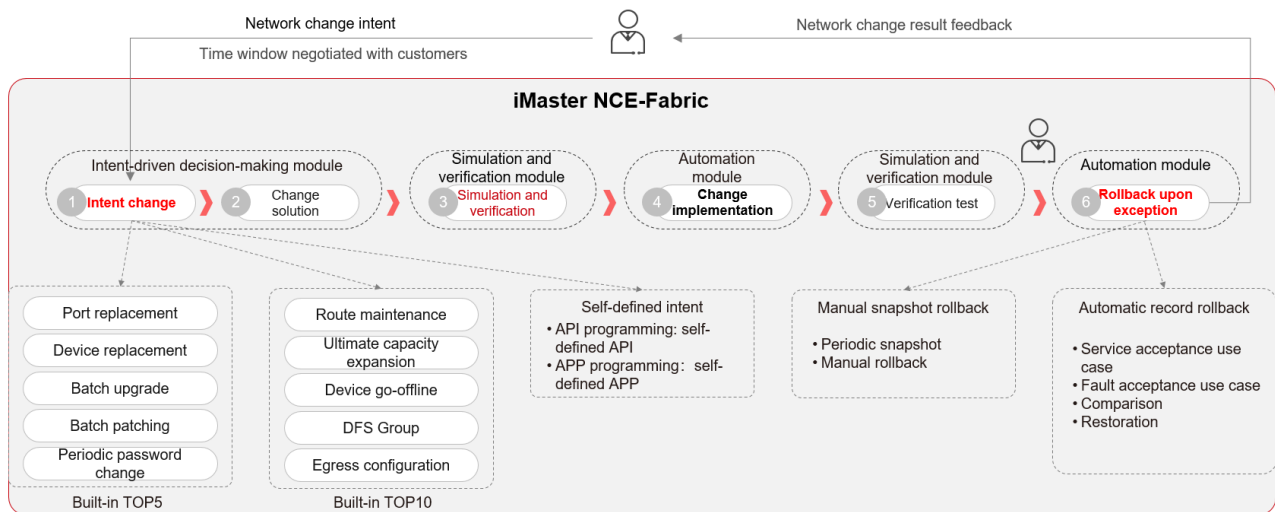 Network change intent
Network change result feedback
Time window negotiated with customers
iMaster NCE-Fabric
Intent-driven decision-making module
1
Intent change
2
Change
solution
Simulation and
verification module
3
Simulation and
verification
Automation
module
4
Change
implementation
Simulation and
verification module
5
Verification test
Automation module
6
Rollback upon
exception
Port replacement
Device replacement
Batch upgrade
Batch patching
Periodic password
change
Built-in TOP5
Route maintenance
Ultimate capacity
expansion
Device go-offline
DFS Group
Egress configuration
Built-in TOP10
Self-defined intent
• API programming: self-
defined API
• APP programming： self-
defined APP
Manual snapshot rollback
• Periodic snapshot
• Manual rollback
Automatic record rollback
• Service acceptance use
case
• Fault acceptance use case
• Comparison
• Restoration